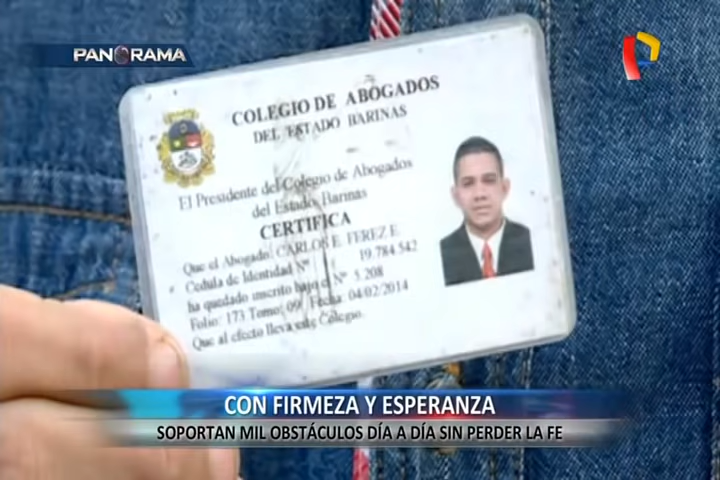 PANORAMA
COLEGIO DE ABOGADOS
DEL ESTADO BARINAS
El Presidente del Colegio de Abogados
del Estado Barinas
CERTIFICA
Que el Abogado: CARLOS E. FEREZ E.
Cedula de Identidad N° 19.784.542
ha quedado inscrito bajo el N° 5.208
Folio: 173 Tomo: 09 Fecha: 04/02/2014
Que al efecto lleva este Colegio.
CON FIRMEZA Y ESPERANZA
SOPORTAN MIL OBSTÁCULOS DÍA A DÍA SIN PERDER LA FE